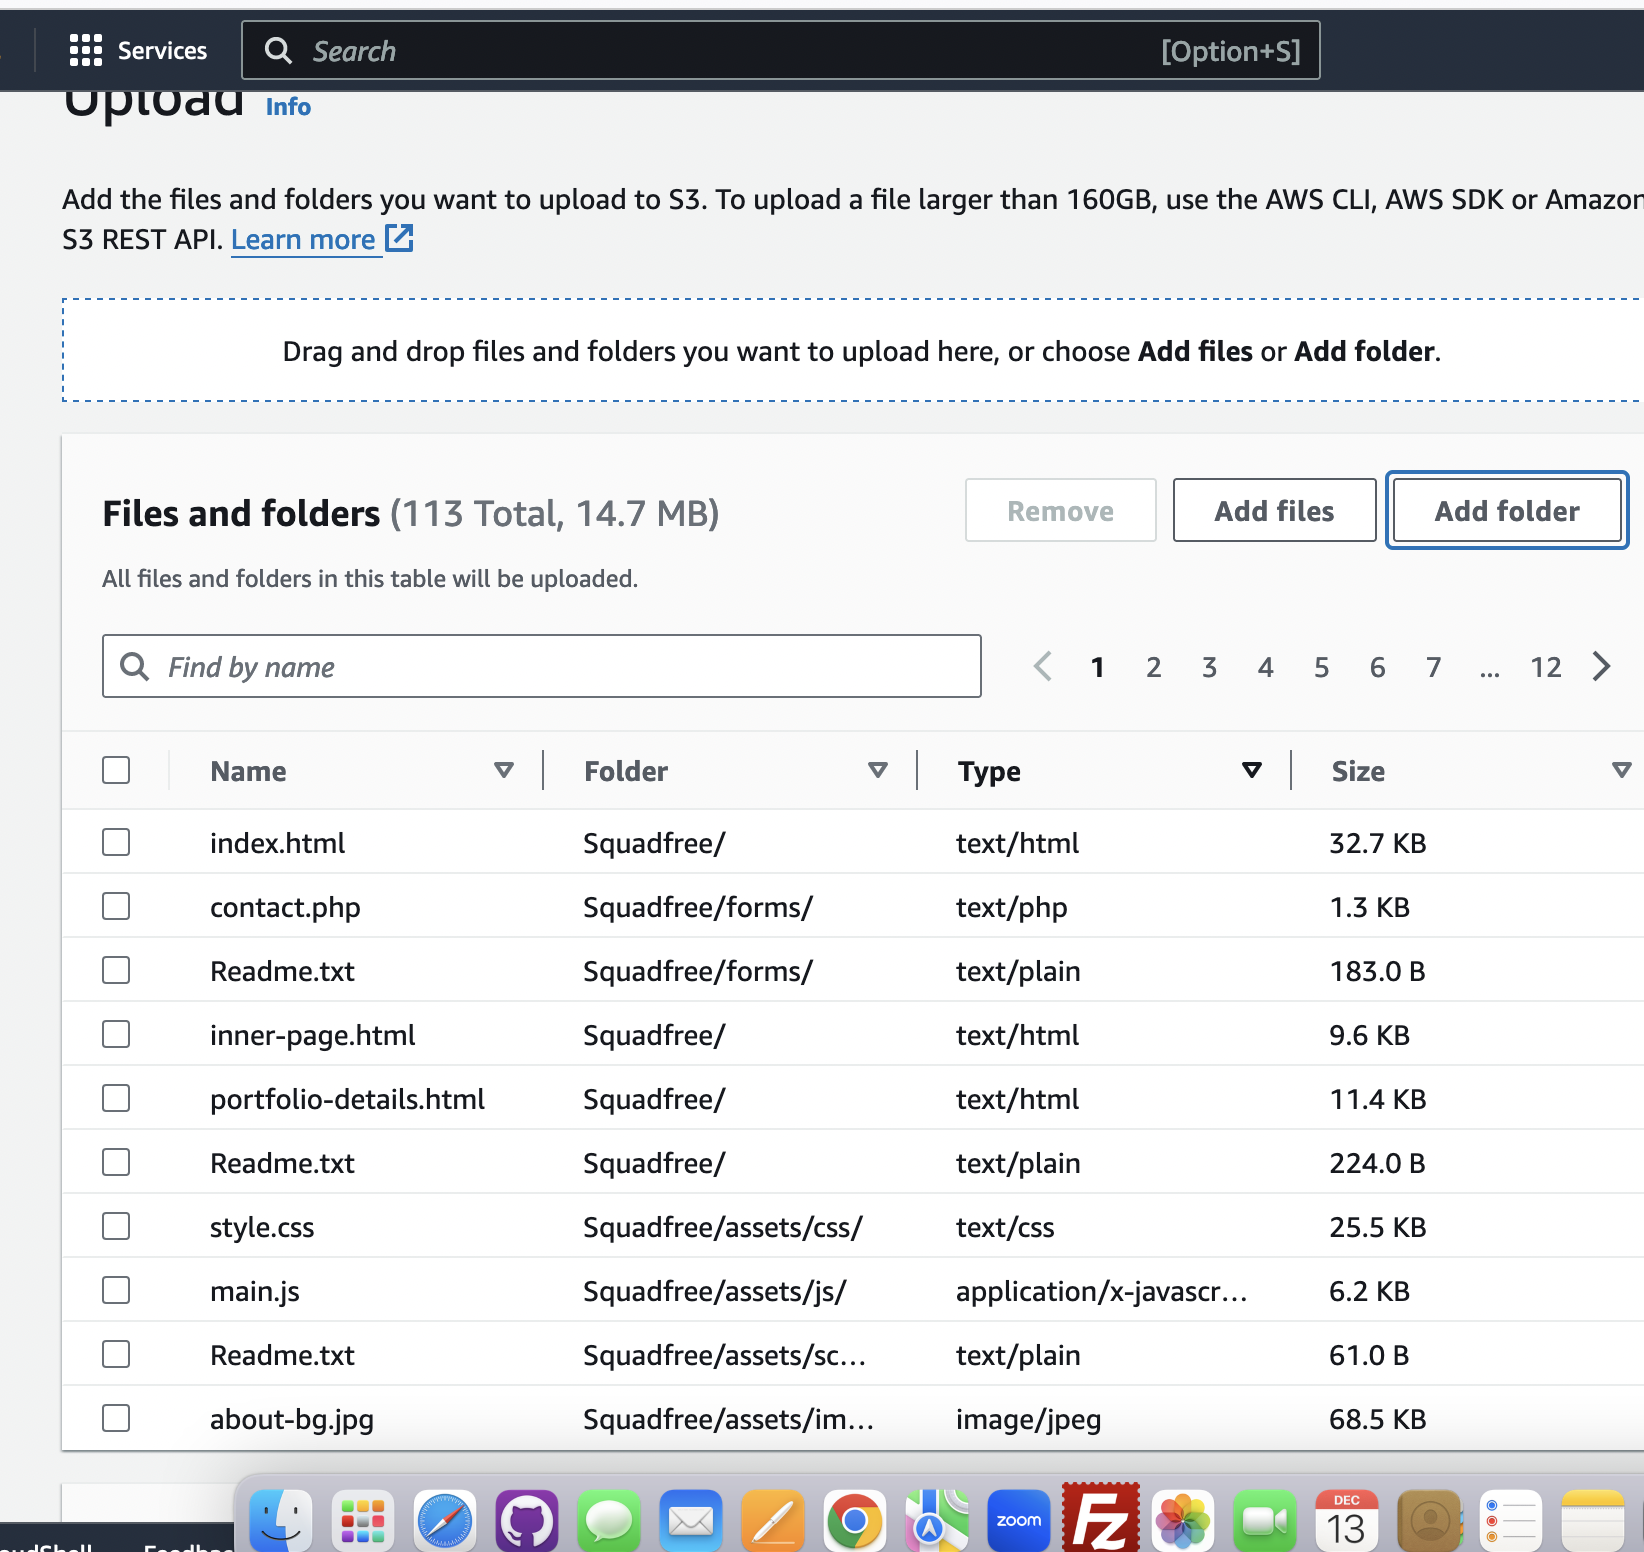 Services
Search
[Option+S]
Upload Info
Add the files and folders you want to upload to S3. To upload a file larger than 160GB, use the AWS CLI, AWS SDK or Amazon
S3 REST API. Learn more
Drag and drop files and folders you want to upload here, or choose Add files or Add folder.
Files and folders (113 Total, 14.7 MB)
Remove
Add files
Add folder
All files and folders in this table will be uploaded.
Find by name
1 2 3 4 5 6 7 ... 12
Name Folder Type Size
index.html Squadfree/ text/html 32.7 KB
contact.php Squadfree/forms/ text/php 1.3 KB
Readme.txt Squadfree/forms/ text/plain 183.0 B
inner-page.html Squadfree/ text/html 9.6 KB
portfolio-details.html Squadfree/ text/html 11.4 KB
Readme.txt Squadfree/ text/plain 224.0 B
style.css Squadfree/assets/css/ text/css 25.5 KB
main.js Squadfree/assets/js/ application/x-javascr... 6.2 KB
Readme.txt Squadfree/assets/sc... text/plain 61.0 B
about-bg.jpg Squadfree/assets/im... image/jpeg 68.5 KB
zoom
Fz
DEC
13